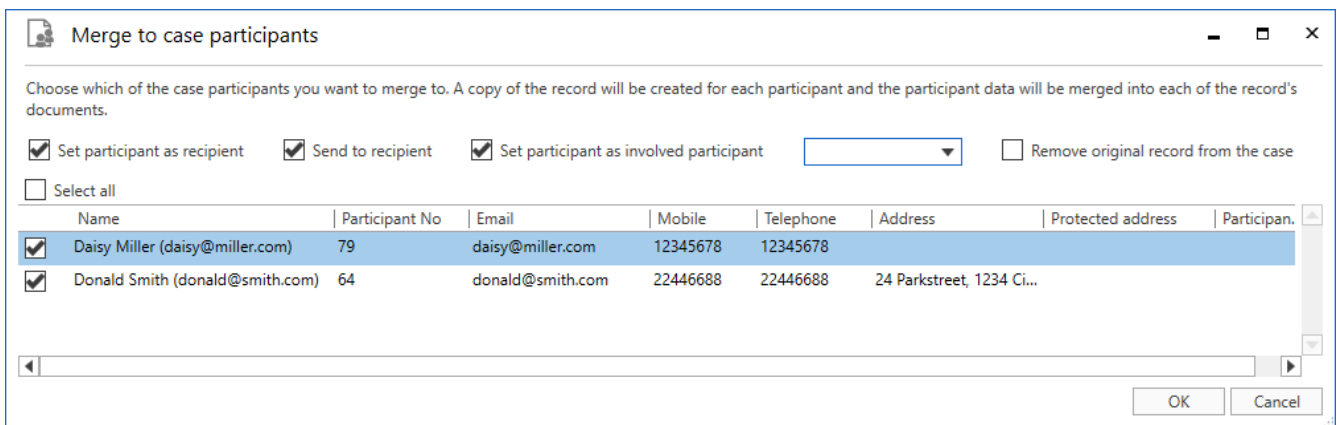 Merge to case participants
Choose which of the case participants you want to merge to. A copy of the record will be created for each participant and the participant data will be merged into each of the record's
documents.
Set participant as recipient Send to recipient Set participant as involved participant Remove original record from the case
Select all
Name Participant No Email Mobile Telephone Address Protected address Participan.
Daisy Miller (daisy@miller.com) 79 daisy@miller.com 12345678 12345678
Donald Smith (donald@smith.com) 64 donald@smith.com 22446688 22446688 24 Parkstreet, 1234 Ci...
OK Cancel